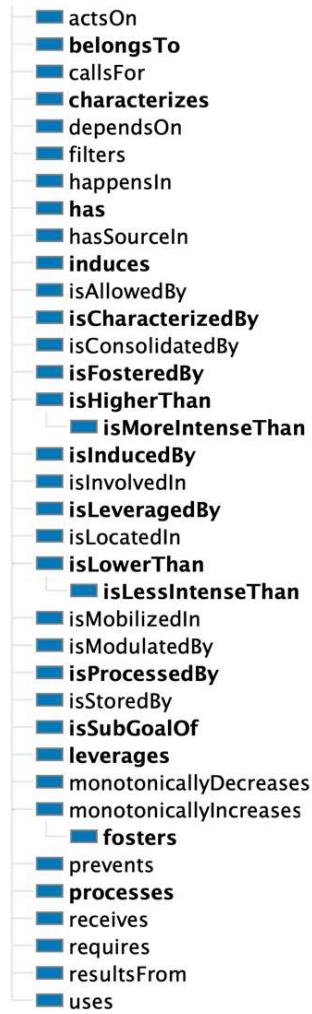 actsOn
belongsTo
callsFor
characterizes
dependsOn
filters
happensIn
has
hasSourceIn
induces
isAllowedBy
isCharacterizedBy
isConsolidatedBy
isFosteredBy
isHigherThan
isMoreIntenseThan
isInducedBy
isInvolvedIn
isLeveragedBy
isLocatedIn
isLowerThan
isLessIntenseThan
isMobilizedIn
isModulatedBy
isProcessedBy
isStoredBy
isSubGoalOf
leverages
monotonicallyDecreases
monotonicallyIncreases
fosters
prevents
processes
receives
requires
resultsFrom
uses